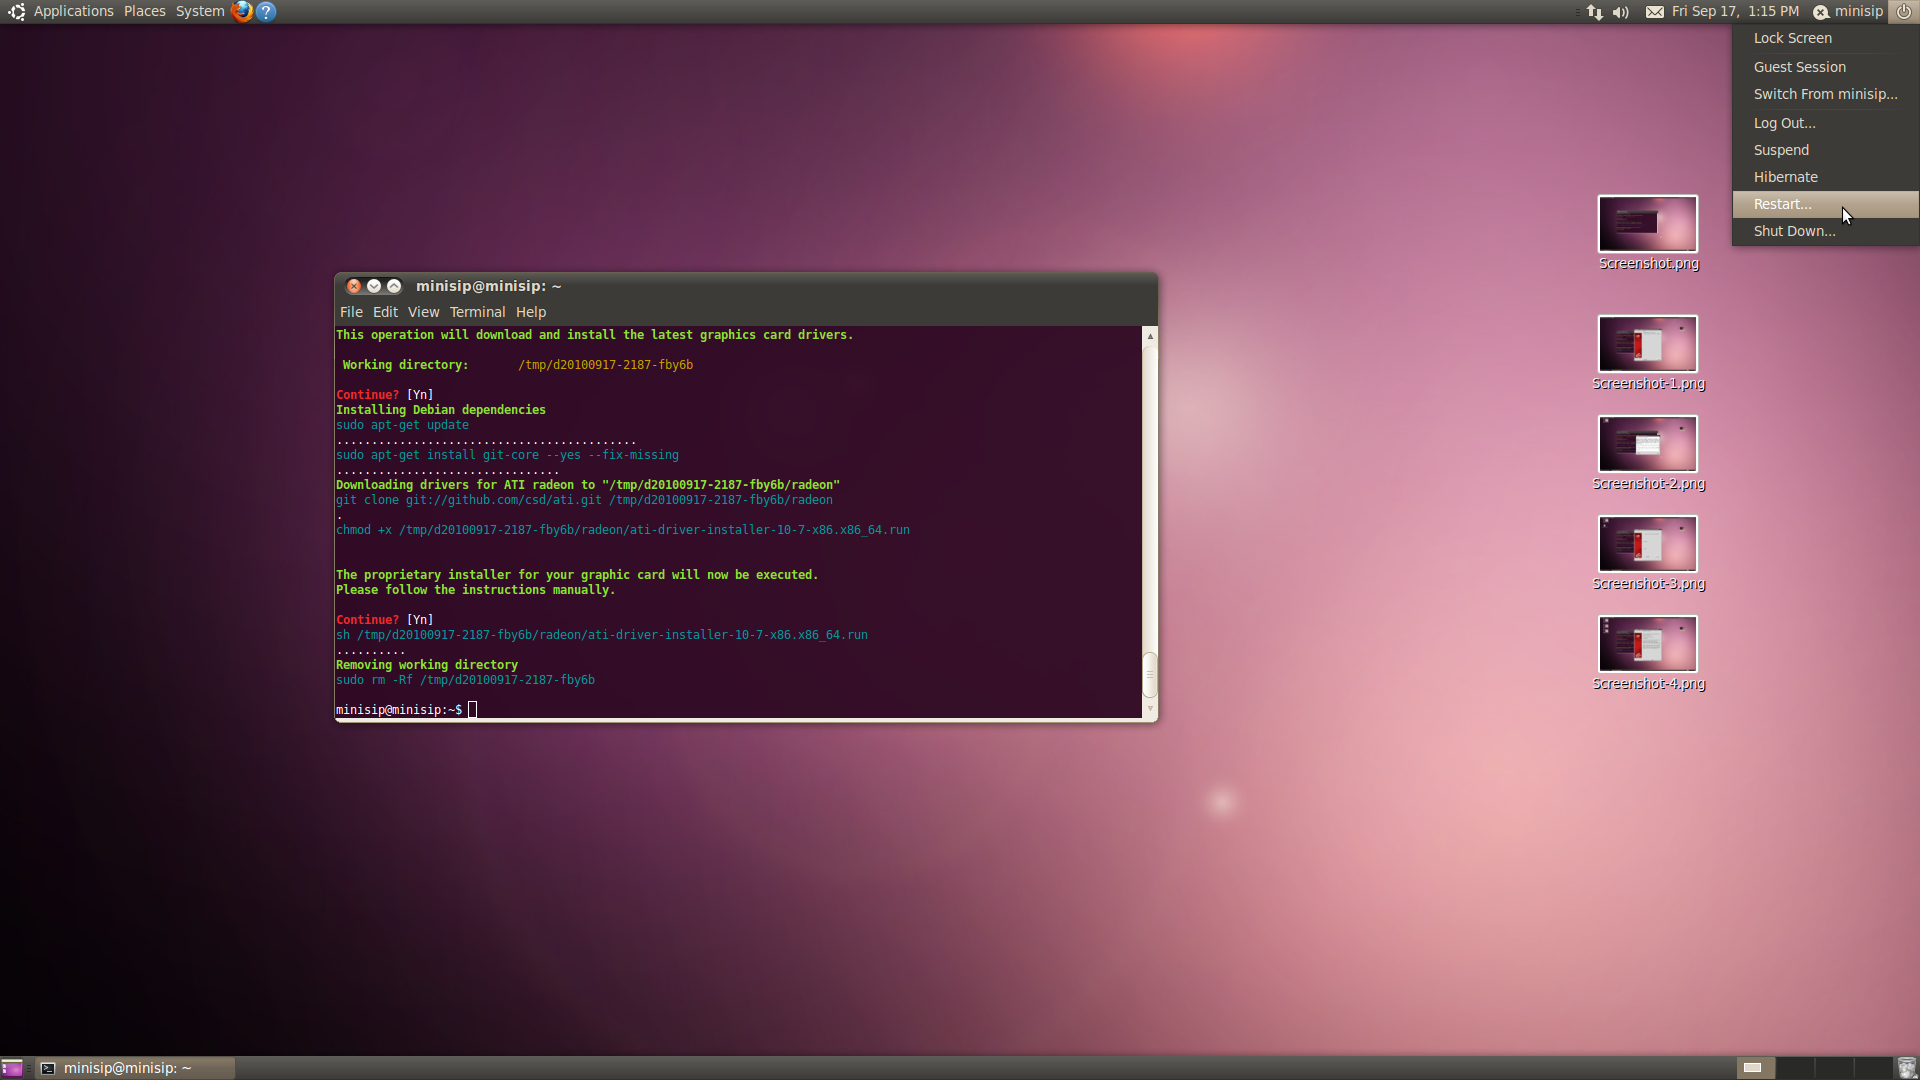 Applications Places System
Fri Sep 17, 1:15 PM minisip
Lock Screen
Guest Session
Switch From minisip...
Log Out...
Suspend
Hibernate
Restart...
Shut Down...
Screenshot.png
Screenshot-1.png
Screenshot-2.png
Screenshot-3.png
Screenshot-4.png
minisip@minisip: ~
File Edit View Terminal Help
This operation will download and install the latest graphics card drivers.
Working directory: /tmp/d20100917-2187-fby6b
Continue? [Yn]
Installing Debian dependencies
sudo apt-get update
...........................................
sudo apt-get install git-core --yes --fix-missing
................................
Downloading drivers for ATI radeon to "/tmp/d20100917-2187-fby6b/radeon"
git clone git://github.com/csd/ati.git /tmp/d20100917-2187-fby6b/radeon
.
chmod +x /tmp/d20100917-2187-fby6b/radeon/ati-driver-installer-10-7-x86.x86_64.run
The proprietary installer for your graphic card will now be executed.
Please follow the instructions manually.
Continue? [Yn]
sh /tmp/d20100917-2187-fby6b/radeon/ati-driver-installer-10-7-x86.x86_64.run
..........
Removing working directory
sudo rm -Rf /tmp/d20100917-2187-fby6b
minisip@minisip:~$
minisip@minisip: ~